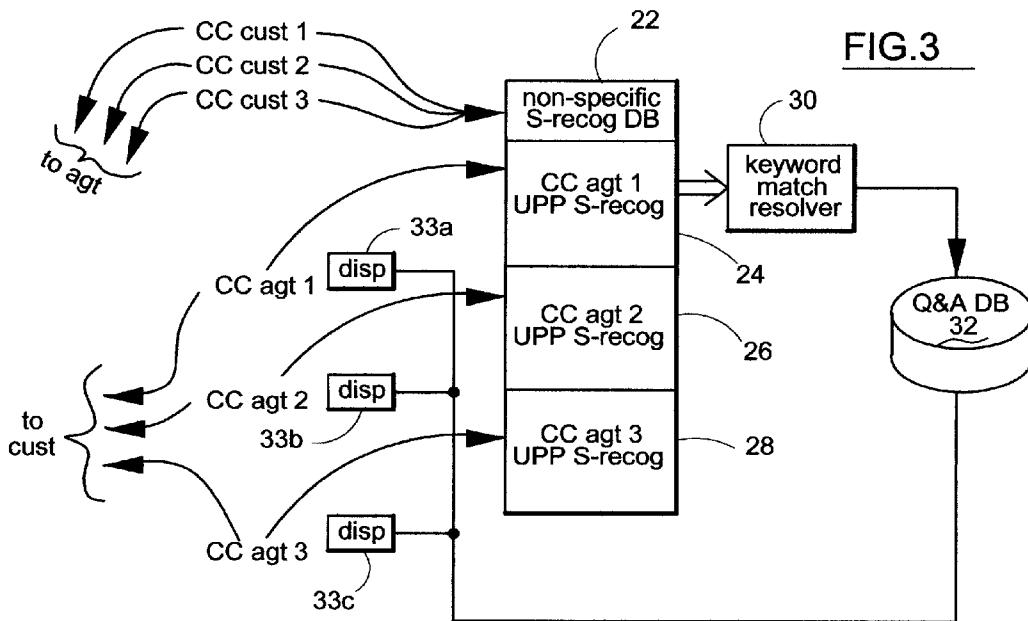 FIG.3
CC cust 1
CC cust 2
CC cust 3
to agt
22
non-specific
S-recog DB
30
keyword
match
resolver
CC agt 1
UPP S-recog
24
33a
disp
CC agt 1
CC agt 2
UPP S-recog
26
Q&A DB
32
disp
CC agt 2
33b
to
cust
CC agt 3
UPP S-recog
28
disp
CC agt 3
33c